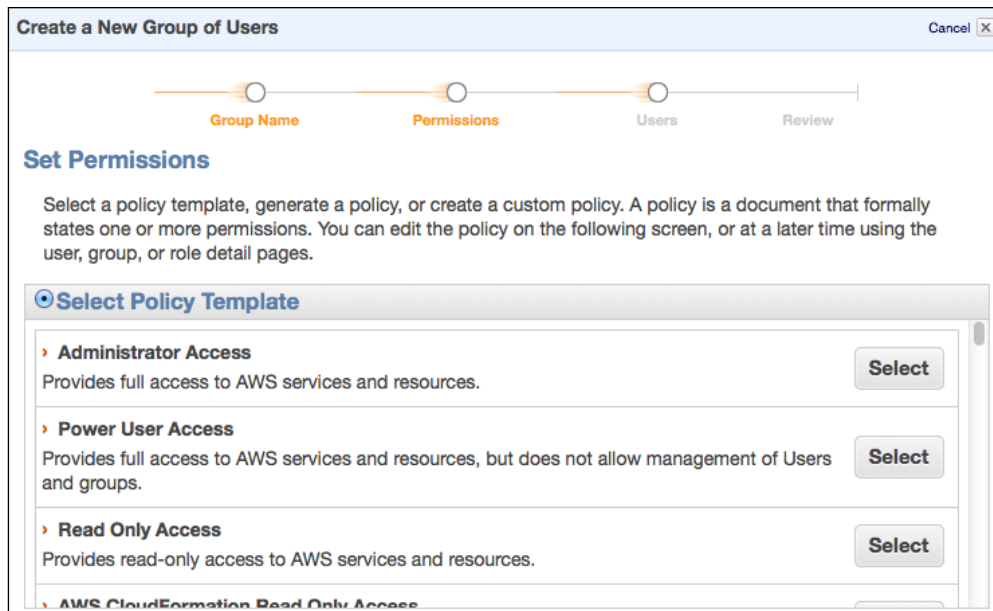 Create a New Group of Users
Cancel
Group Name
Permissions
Users
Review
Set Permissions
Select a policy template, generate a policy, or create a custom policy. A policy is a document that formally
states one or more permissions. You can edit the policy on the following screen, or at a later time using the
user, group, or role detail pages.
Select Policy Template
Administrator Access
Provides full access to AWS services and resources.
Select
Power User Access
Provides full access to AWS services and resources, but does not allow management of Users
and groups.
Select
Read Only Access
Provides read-only access to AWS services and resources.
Select
AWS CloudFormation Read Only Access